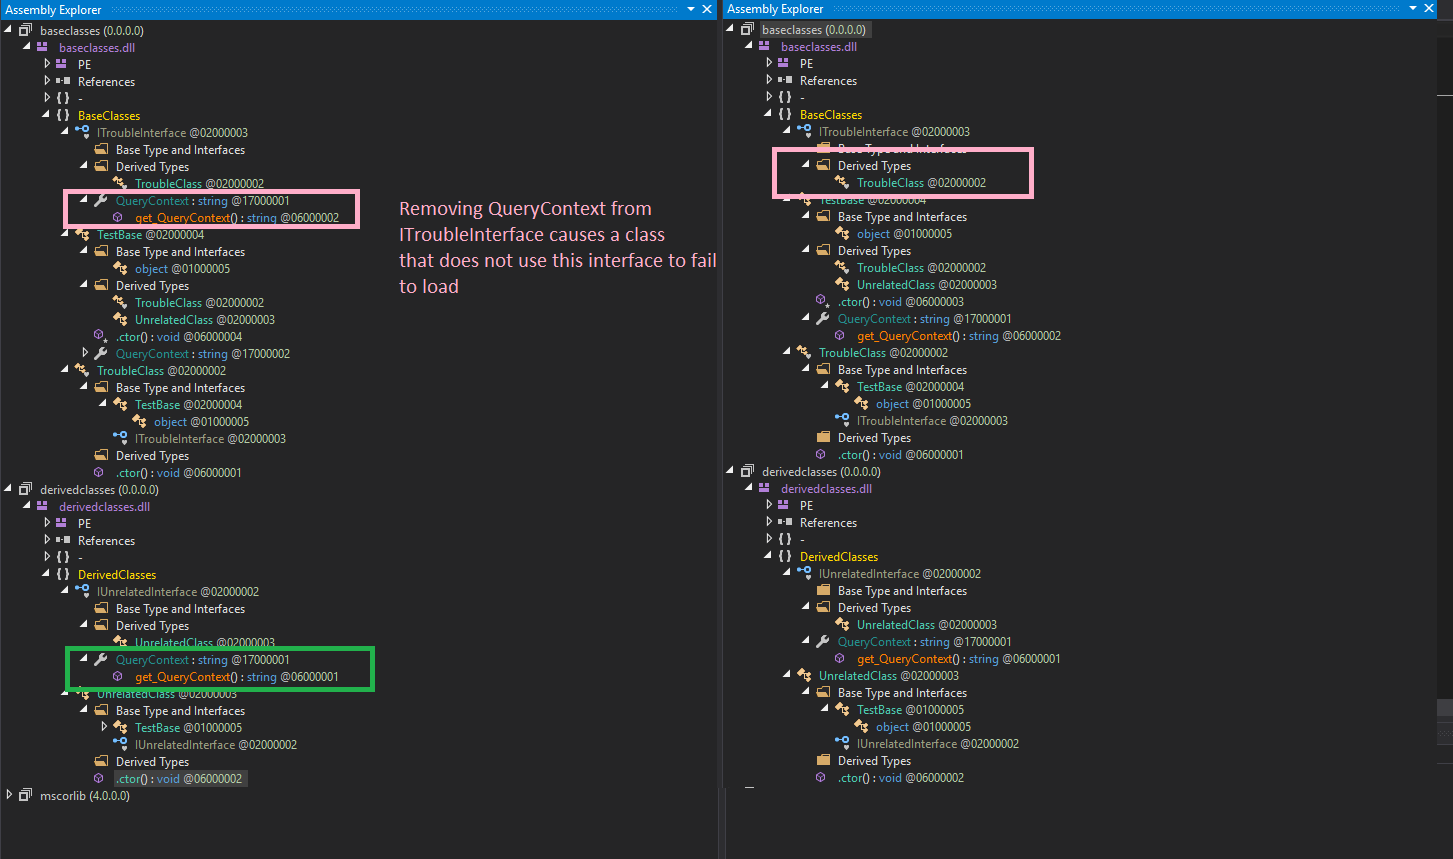 Assembly Explorer
baseclasses (0.0.0.0)
baseclasses.dll
PE
References
-
BaseClasses
ITroubleInterface @02000003
Base Type and Interfaces
Derived Types
TroubleClass @02000002
QueryContext : string @17000001
get_QueryContext() : string @06000002
TestBase @02000004
Base Type and Interfaces
object @01000005
Derived Types
TroubleClass @02000002
UnrelatedClass @02000003
.ctor() : void @06000004
QueryContext : string @17000002
TroubleClass @02000002
Base Type and Interfaces
TestBase @02000004
object @01000005
ITroubleInterface @02000003
Derived Types
.ctor() : void @06000001
derivedclasses (0.0.0.0)
derivedclasses.dll
PE
References
-
DerivedClasses
IUnrelatedInterface @02000002
Base Type and Interfaces
Derived Types
UnrelatedClass @02000003
QueryContext : string @17000001
get_QueryContext() : string @06000001
UnrelatedClass @02000003
Base Type and Interfaces
TestBase @01000005
IUnrelatedInterface @02000002
Derived Types
.ctor() : void @06000002
mscorlib (4.0.0.0)
Removing QueryContext from
ITroubleInterface causes a class
that does not use this interface to fail
to load
Assembly Explorer
baseclasses (0.0.0.0)
baseclasses.dll
PE
References
-
BaseClasses
ITroubleInterface @02000003
Base Type and Interfaces
Derived Types
TroubleClass @02000002
TestBase @02000004
Base Type and Interfaces
object @01000005
Derived Types
TroubleClass @02000002
UnrelatedClass @02000003
.ctor() : void @06000003
QueryContext : string @17000001
get_QueryContext() : string @06000002
TroubleClass @02000002
Base Type and Interfaces
TestBase @02000004
object @01000005
ITroubleInterface @02000003
Derived Types
.ctor() : void @06000001
derivedclasses (0.0.0.0)
derivedclasses.dll
PE
References
-
DerivedClasses
IUnrelatedInterface @02000002
Base Type and Interfaces
Derived Types
UnrelatedClass @02000003
QueryContext : string @17000001
get_QueryContext() : string @06000001
UnrelatedClass @02000003
Base Type and Interfaces
TestBase @01000005
object @01000005
IUnrelatedInterface @02000002
Derived Types
.ctor() : void @06000002